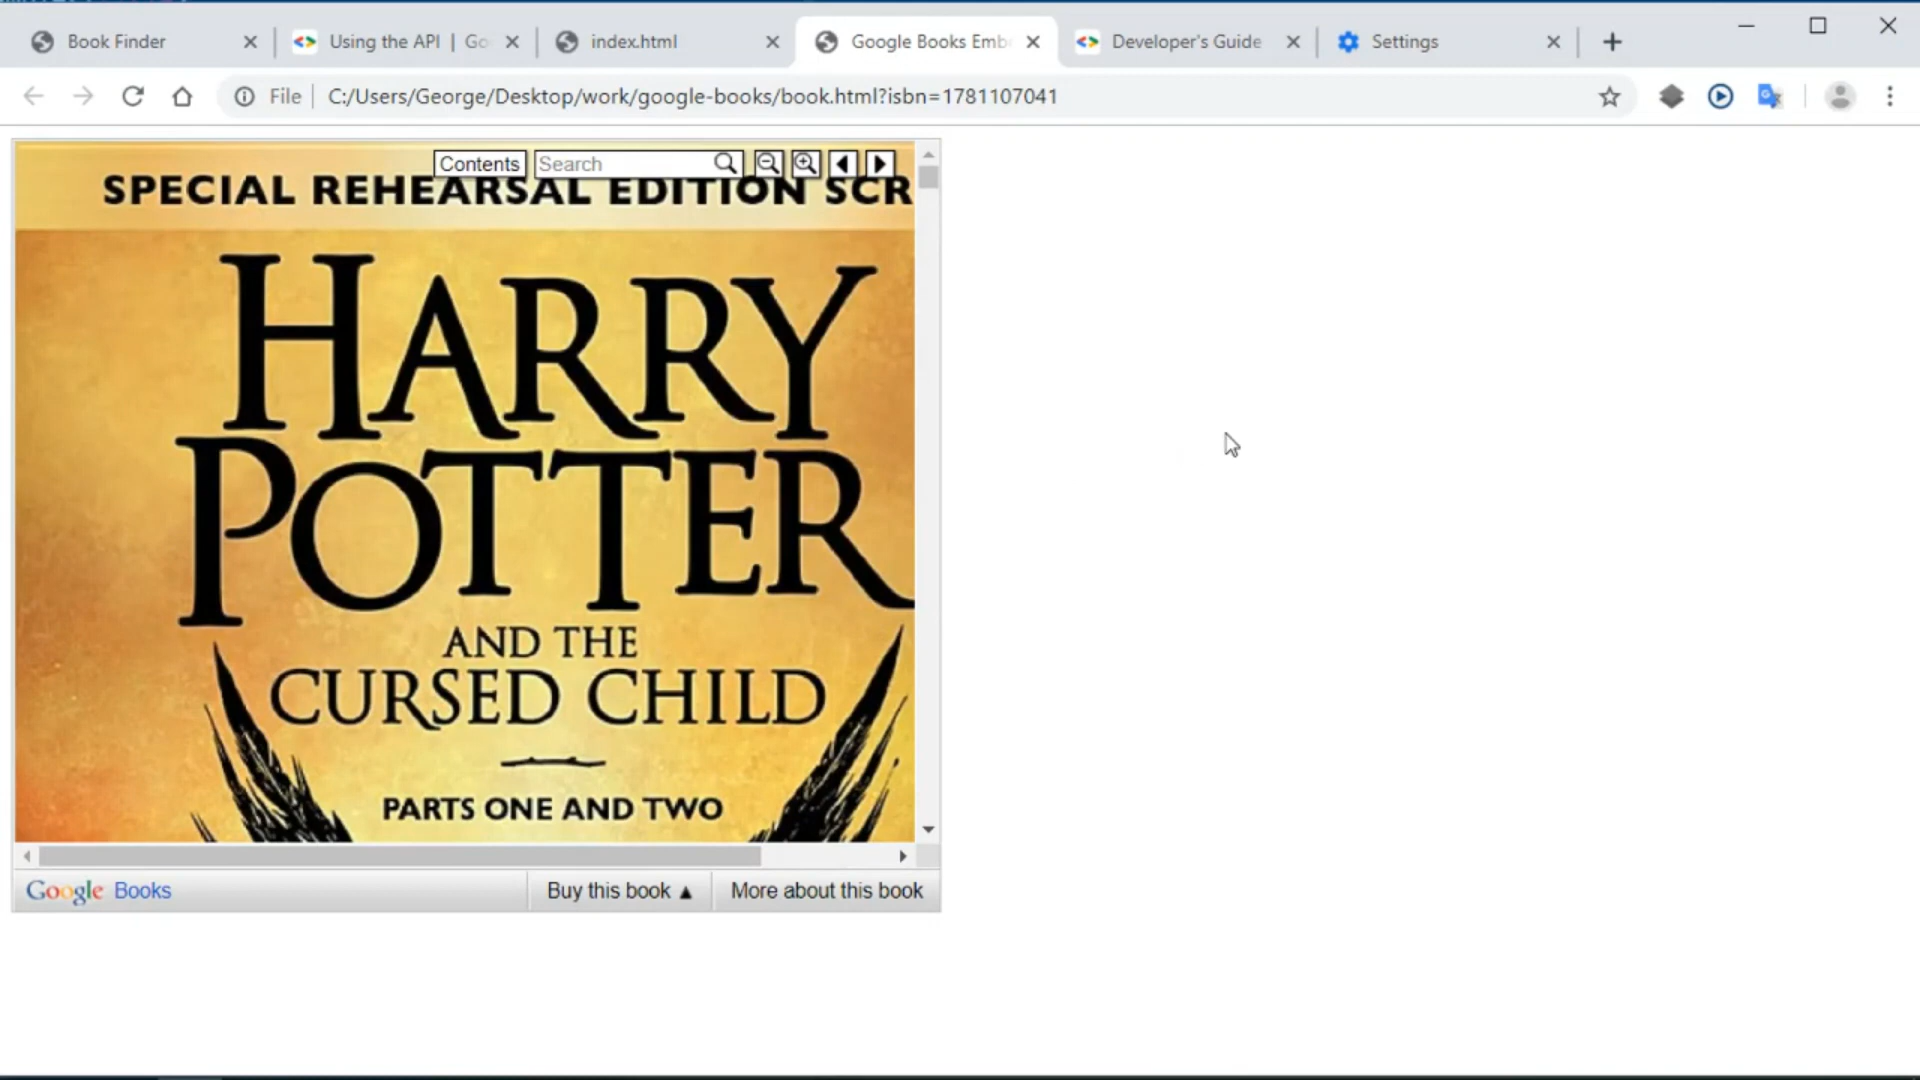 Book Finder
Using the API | Go
index.html
Google Books Emb
Developer's Guide
Settings
File
C:/Users/George/Desktop/work/google-books/book.html?isbn=1781107041
Contents
Search
SPECIAL REHEARSAL EDITION SCR
HARRY
POTTER
AND THE
CURSED CHILD
PARTS ONE AND TWO
Google Books
Buy this book ▲
More about this book